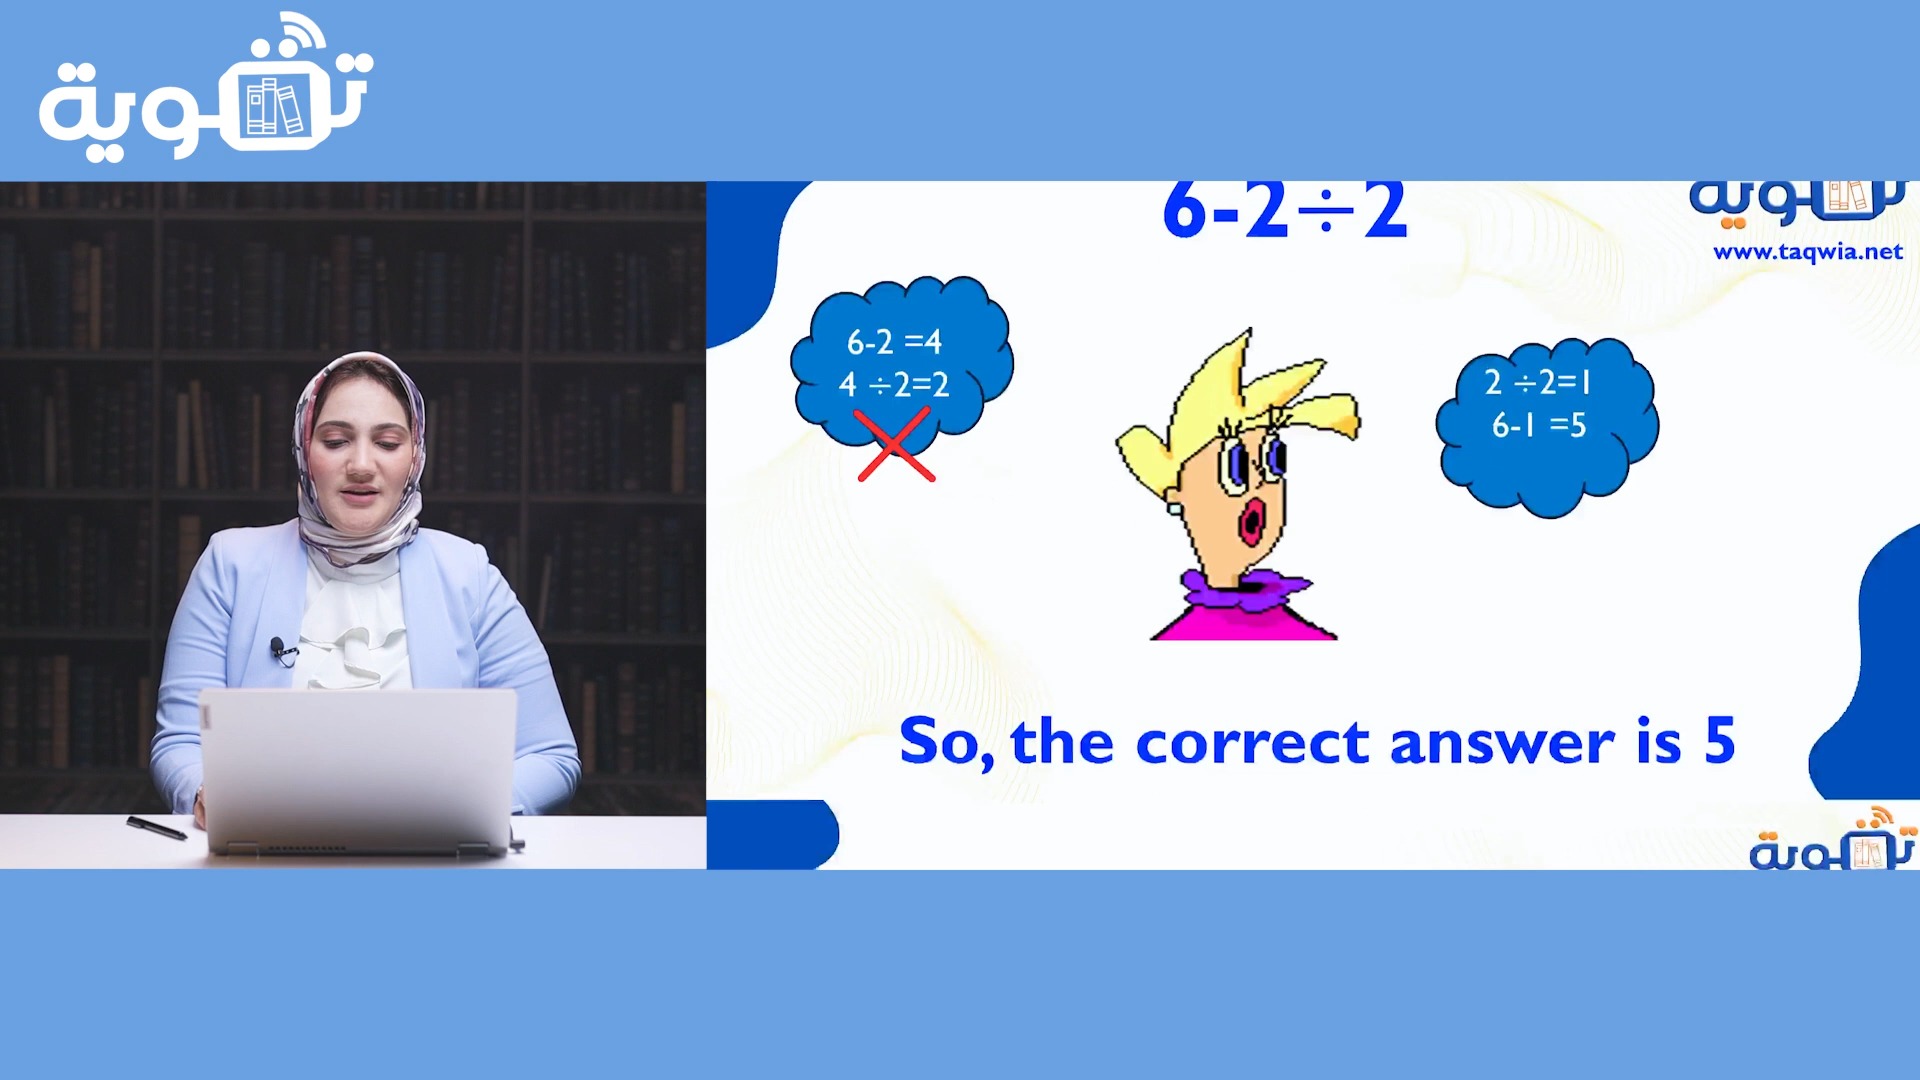 تقوية
6-2÷2
تقوية
www.taqwia.net
6-2 =4
4 ÷2=2
2 ÷2=1
6-1 =5
So, the correct answer is 5
تقوية